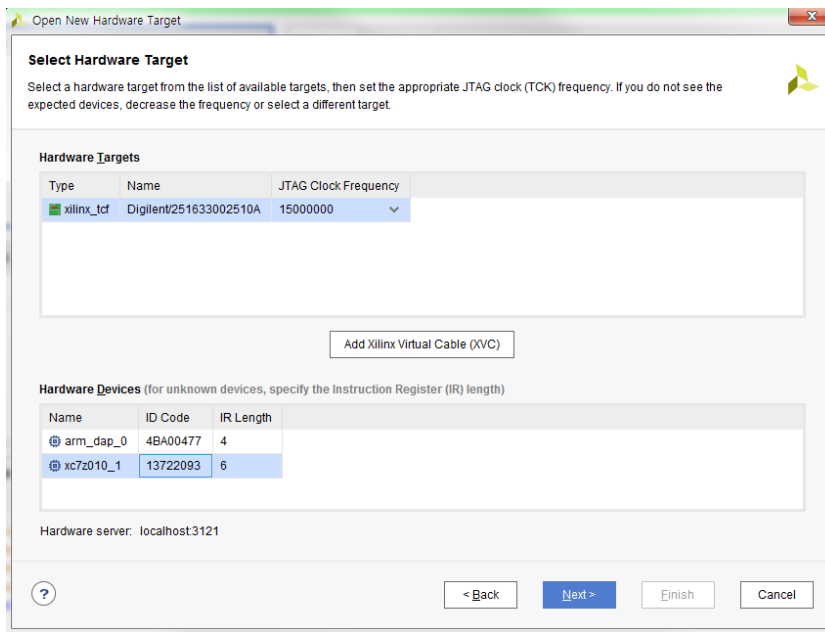 Open New Hardware Target
Select Hardware Target
Select a hardware target from the list of available targets, then set the appropriate JTAG clock (TCK) frequency. If you do not see the
expected devices, decrease the frequency or select a different target.
Hardware Targets
Type Name JTAG Clock Frequency
xilinx_tcf Digilent/251633002510A 15000000
Add Xilinx Virtual Cable (XVC)
Hardware Devices (for unknown devices, specify the Instruction Register (IR) length)
Name ID Code IR Length
arm_dap_0 4BA00477 4
xc7z010_1 13722093 6
Hardware server: localhost:3121
? < Back Next > Finish Cancel